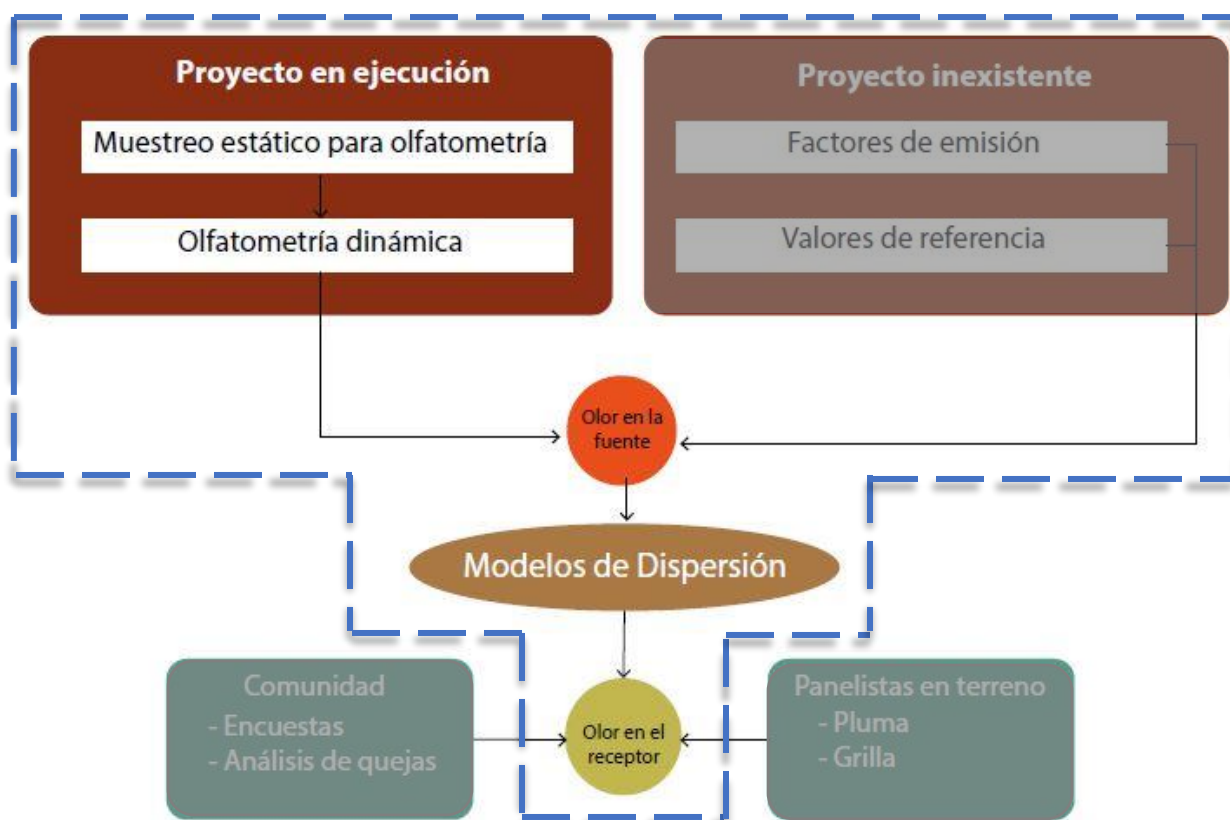 Proyecto en ejecución
Muestreo estático para olfatometría
Olfatometría dinámica
Proyecto inexistente
Factores de emisión
Valores de referencia
Olor en la
fuente
Modelos de Dispersión
Comunidad
- Encuestas
- Análisis de quejas
Olor en el
receptor
Panelistas en terreno
- Pluma
- Grilla